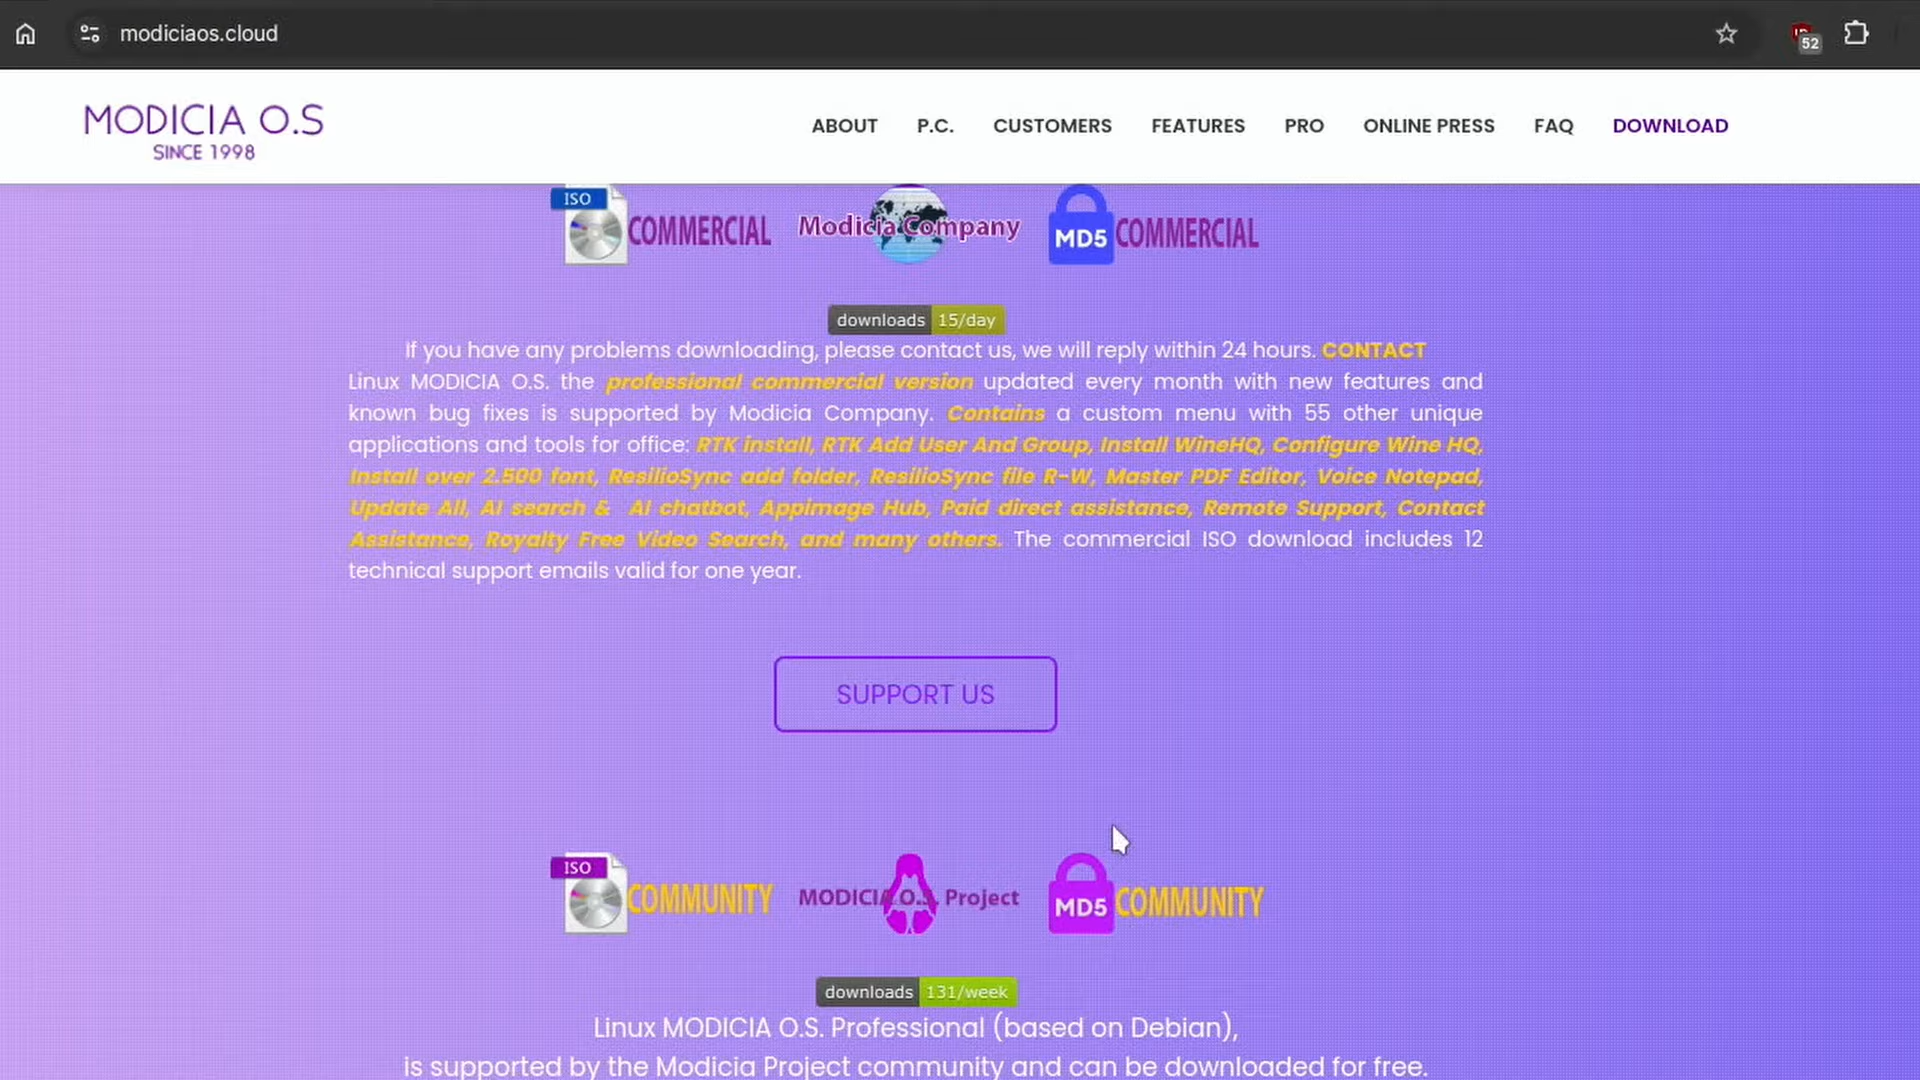 modiciaos.cloud
52
MODICIA O.S
SINCE 1998
ABOUT P.C. CUSTOMERS FEATURES PRO ONLINE PRESS FAQ DOWNLOAD
ISO COMMERCIAL Modicia Company MD5 COMMERCIAL
downloads 15/day
If you have any problems downloading, please contact us, we will reply within 24 hours. CONTACT
Linux MODICIA O.S. the professional commercial version updated every month with new features and
known bug fixes is supported by Modicia Company. Contains a custom menu with 55 other unique
applications and tools for office: RTK install, RTK Add User And Group, Install WineHQ, Configure Wine HQ,
Install over 2.500 font, ResilioSync add folder, ResilioSync file R-W, Master PDF Editor, Voice Notepad,
Update All, AI search & AI chatbot, Appimage Hub, Paid direct assistance, Remote Support, Contact
Assistance, Royalty Free Video Search, and many others. The commercial ISO download includes 12
technical support emails valid for one year.
SUPPORT US
ISO COMMUNITY MODICIA O.S. Project MD5 COMMUNITY
downloads 131/week
Linux MODICIA O.S. Professional (based on Debian),
is supported by the Modicia Project community and can be downloaded for free.